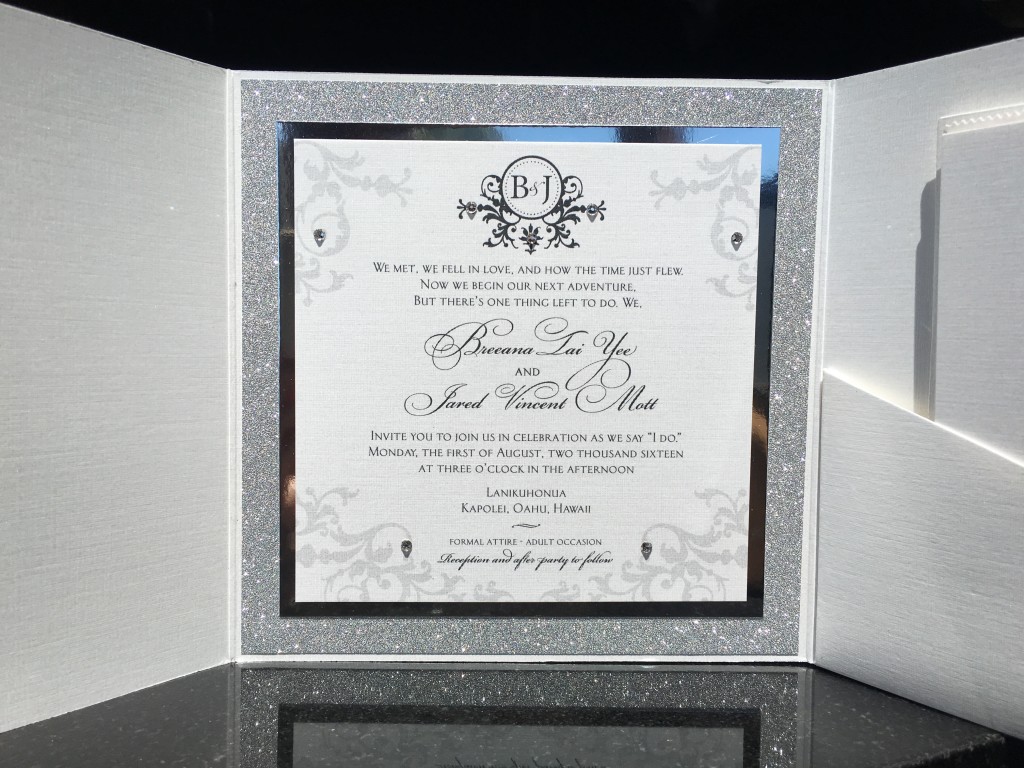 B & J
We met, we fell in love, and how the time just flew.
Now we begin our next adventure,
But there's one thing left to do. We,
Breeana Tai Yee
and
Jared Vincent Mott
Invite you to join us in celebration as we say "I do."
Monday, the first of August, two thousand sixteen
at three o'clock in the afternoon
Lanikuhonua
Kapolei, Oahu, Hawaii
formal attire - adult occasion
Reception and after party to follow